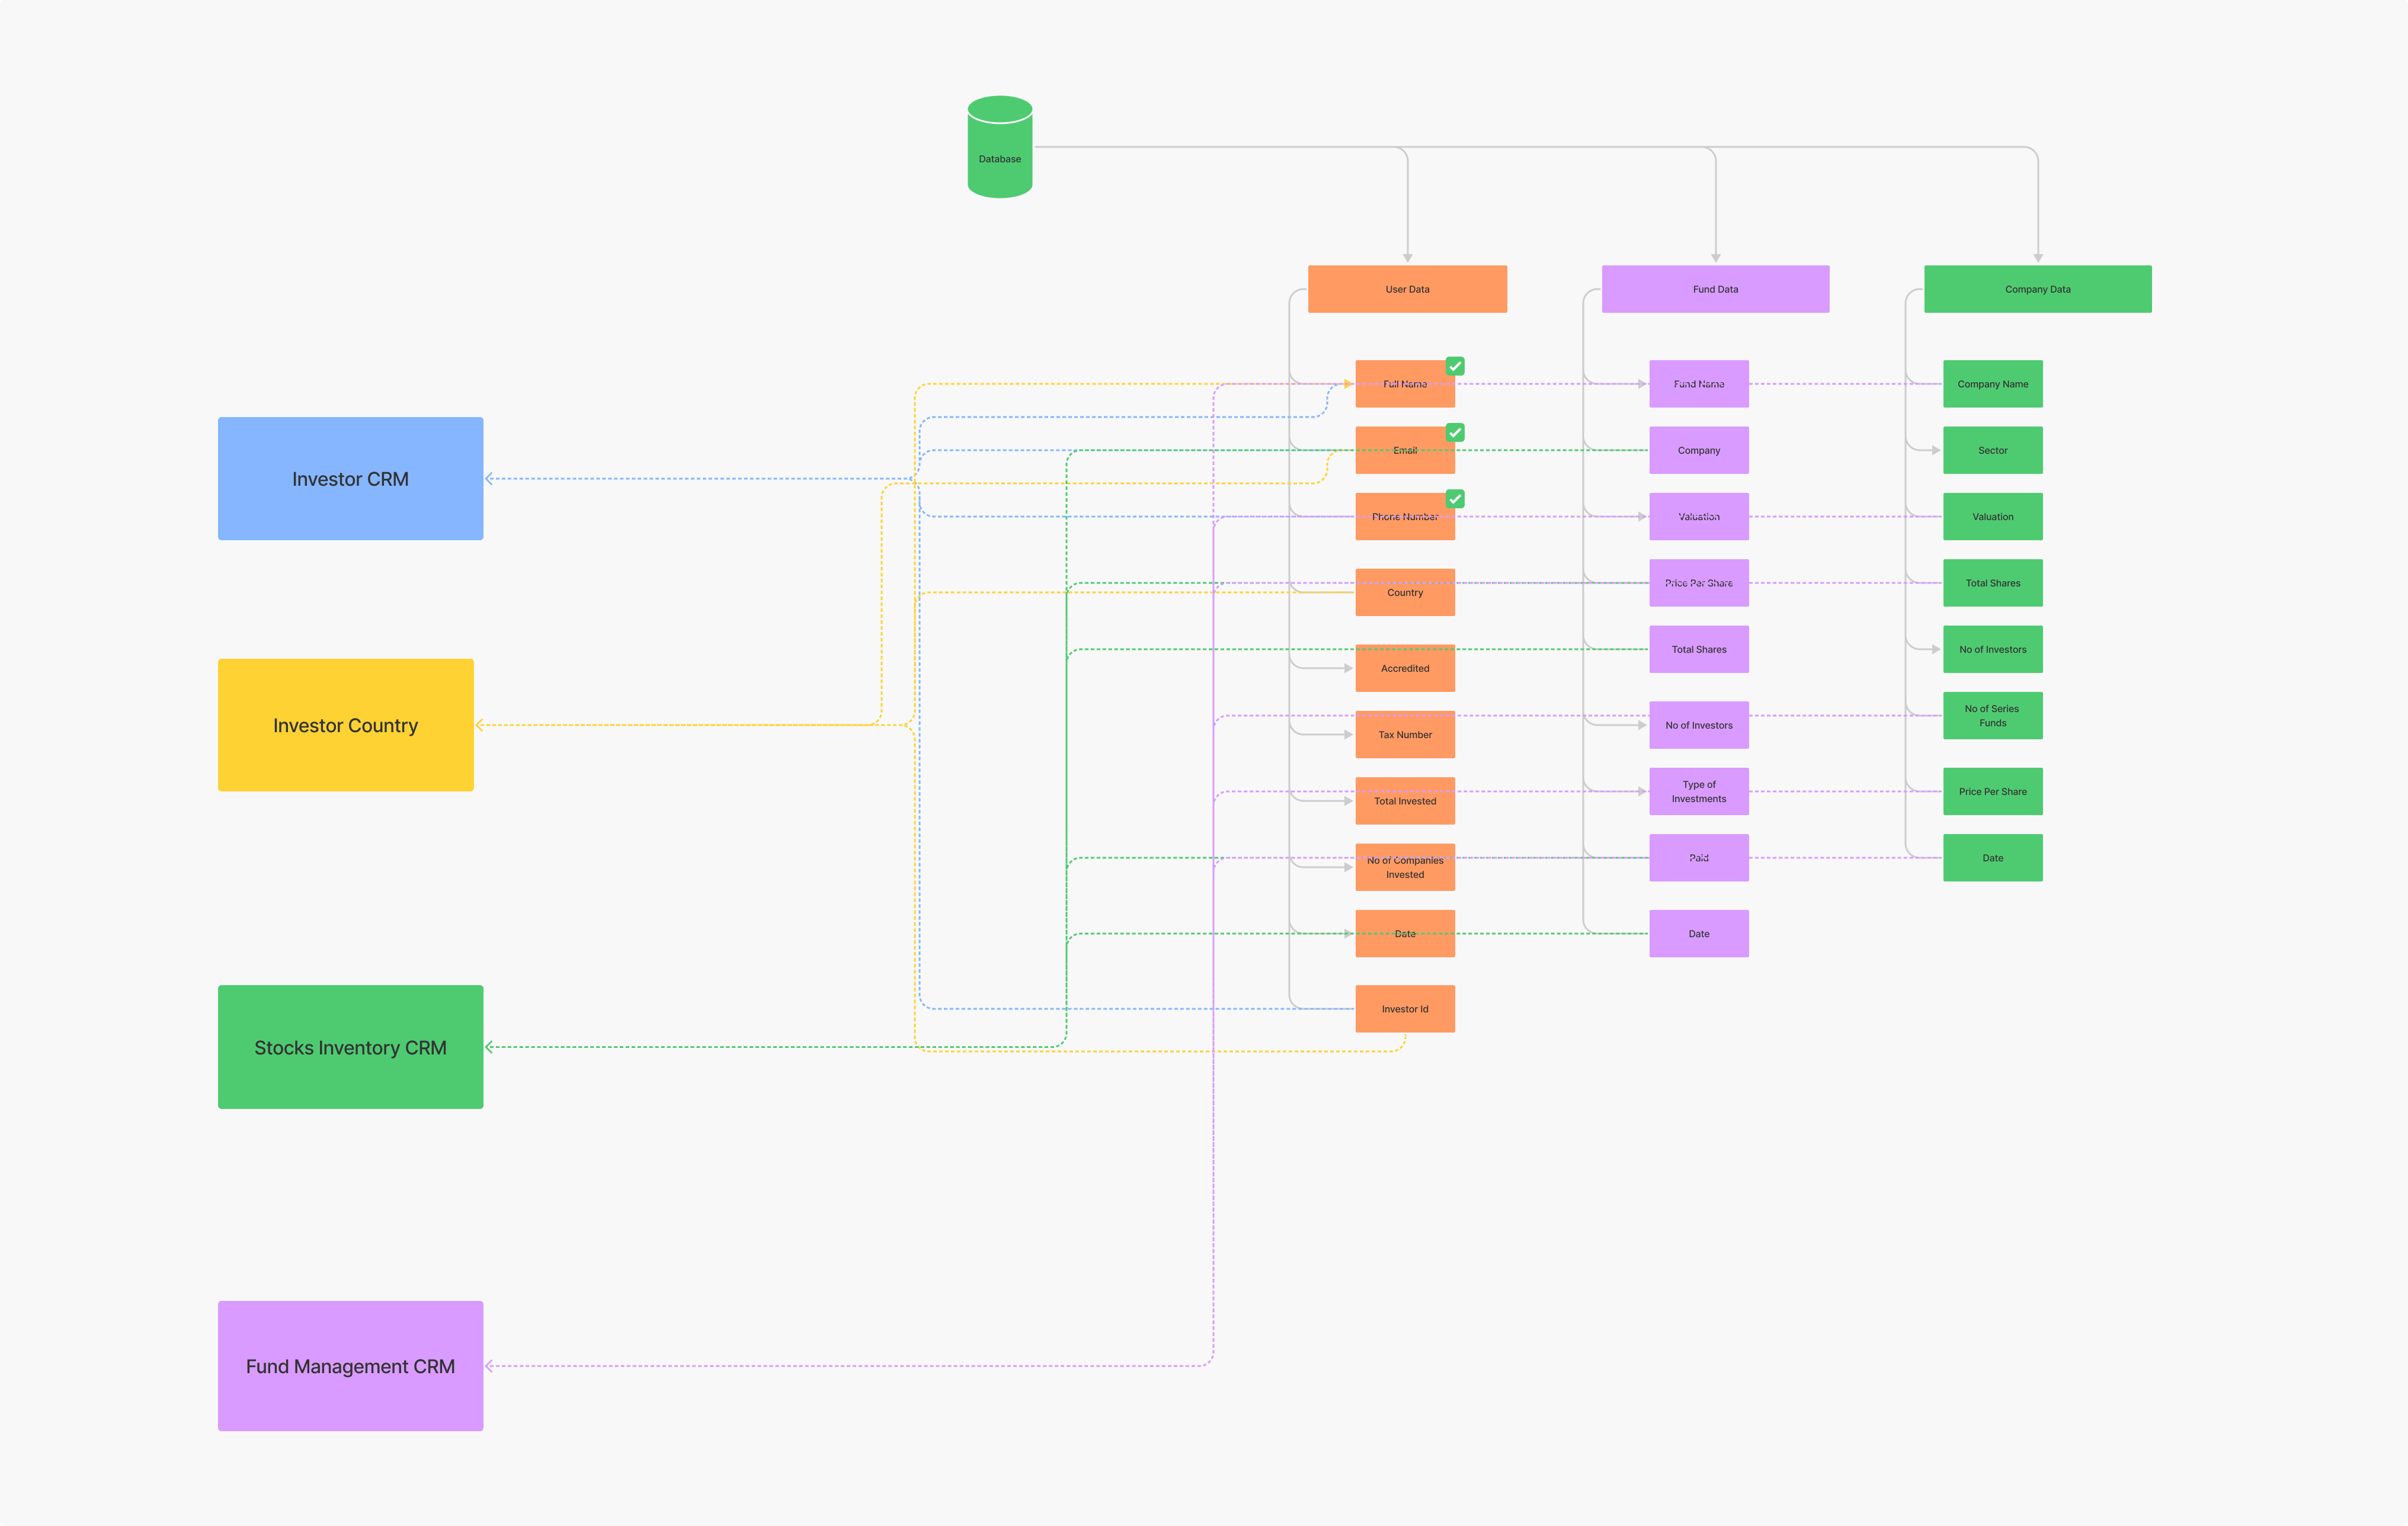 Database
User Data
Fund Data
Company Data
Full Name
Email
Phone Number
Country
Accredited
Tax Number
Total Invested
No of Companies
Invested
Date
Investor Id
Fund Name
Company
Valuation
Price Per Share
Total Shares
No of Investors
Type of
Investments
Paid
Date
Company Name
Sector
Valuation
Total Shares
No of Investors
No of Series
Funds
Price Per Share
Date
Investor CRM
Investor Country
Stocks Inventory CRM
Fund Management CRM